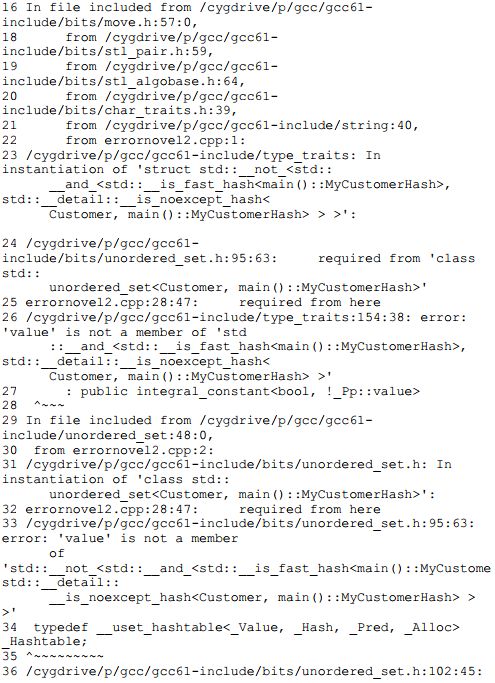 16 In file included from /cygdrive/p/gcc/gcc61-
include/bits/move.h:57:0,
18 from /cygdrive/p/gcc/gcc61-
include/bits/stl_pair.h:59,
19 from /cygdrive/p/gcc/gcc61-
include/bits/stl_algobase.h:64,
20 from /cygdrive/p/gcc/gcc61-
include/bits/char_traits.h:39,
21 from /cygdrive/p/gcc/gcc61-include/string:40,
22 from errornovel2.cpp:1:
23 /cygdrive/p/gcc/gcc61-include/type_traits: In
instantiation of 'struct std::__not_<std::
__and_<std::__is_fast_hash<main()::MyCustomerHash>,
std::__detail::__is_noexcept_hash<
Customer, main()::MyCustomerHash> > >':
24 /cygdrive/p/gcc/gcc61-
include/bits/unordered_set.h:95:63: required from 'class
std::
unordered_set<Customer, main()::MyCustomerHash>'
25 errornovel2.cpp:28:47: required from here
26 /cygdrive/p/gcc/gcc61-include/type_traits:154:38: error:
'value' is not a member of 'std
::__and_<std::__is_fast_hash<main()::MyCustomerHash>,
std::__detail::__is_noexcept_hash<
Customer, main()::MyCustomerHash> >'
27 : public integral_constant<bool, !_Pp::value>
28 ^~~~
29 In file included from /cygdrive/p/gcc/gcc61-
include/unordered_set:48:0,
30 from errornovel2.cpp:2:
31 /cygdrive/p/gcc/gcc61-include/bits/unordered_set.h: In
instantiation of 'class std::
unordered_set<Customer, main()::MyCustomerHash>':
32 errornovel2.cpp:28:47: required from here
33 /cygdrive/p/gcc/gcc61-include/bits/unordered_set.h:95:63:
error: 'value' is not a member
of
'std::__not_<std::__and_<std::__is_fast_hash<main()::MyCustome
std::__detail::
__is_noexcept_hash<Customer, main()::MyCustomerHash> >
>'
34 typedef __uset_hashtable<_Value, _Hash, _Pred, _Alloc>
_Hashtable;
35 ^~~~~~~~~~
36 /cygdrive/p/gcc/gcc61-include/bits/unordered_set.h:102:45: